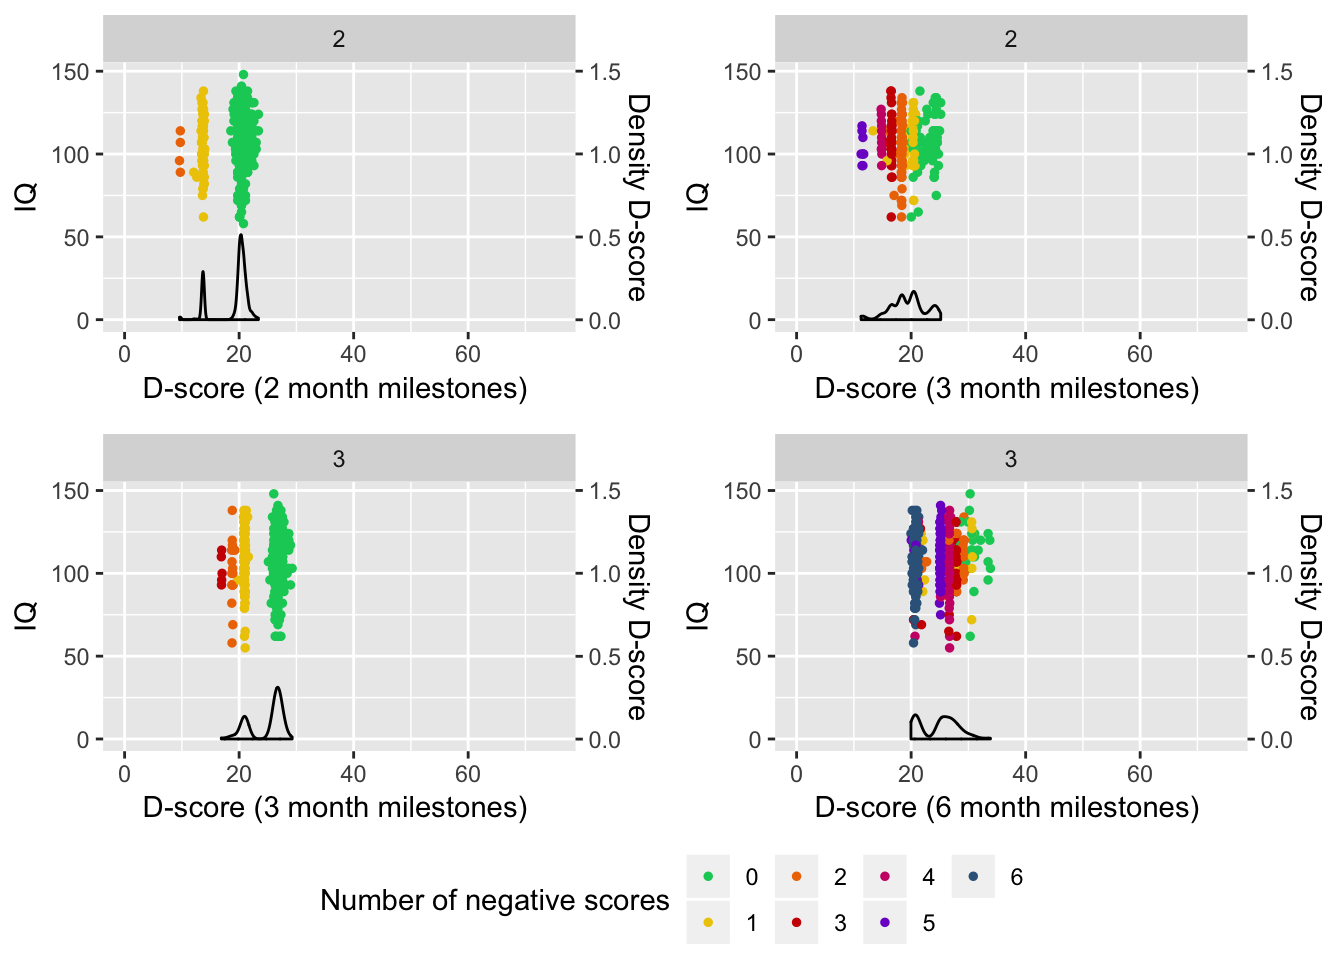 2
150
100
50
0
IQ
1.5
1.0
0.5
0.0
Density D-score
0 20 40 60
D-score (2 month milestones)
2
150
100
50
0
IQ
1.5
1.0
0.5
0.0
Density D-score
0 20 40 60
D-score (3 month milestones)
3
150
100
50
0
IQ
1.5
1.0
0.5
0.0
Density D-score
0 20 40 60
D-score (3 month milestones)
3
150
100
50
0
IQ
1.5
1.0
0.5
0.0
Density D-score
0 20 40 60
D-score (6 month milestones)
Number of negative scores
0 2 4 6
1 3 5